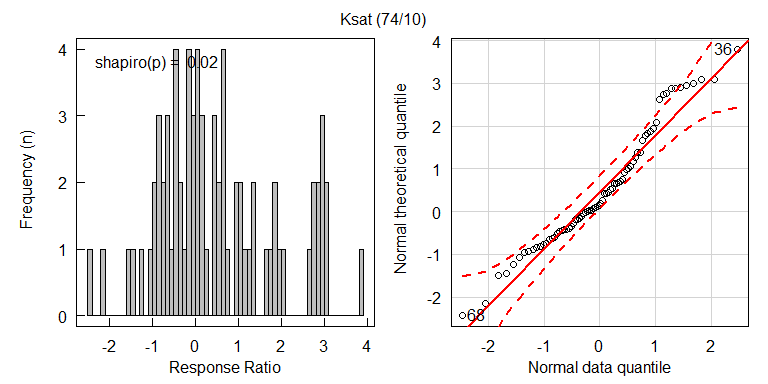 Ksat (74/10)
shapiro(p) = 0.02
Frequency (n)
4
3
2
1
0
-2 -1 0 1 2 3 4
Response Ratio
Normal theoretical quantile
4
3
2
1
0
-1
-2
36
68
-2 -1 0 1 2
Normal data quantile